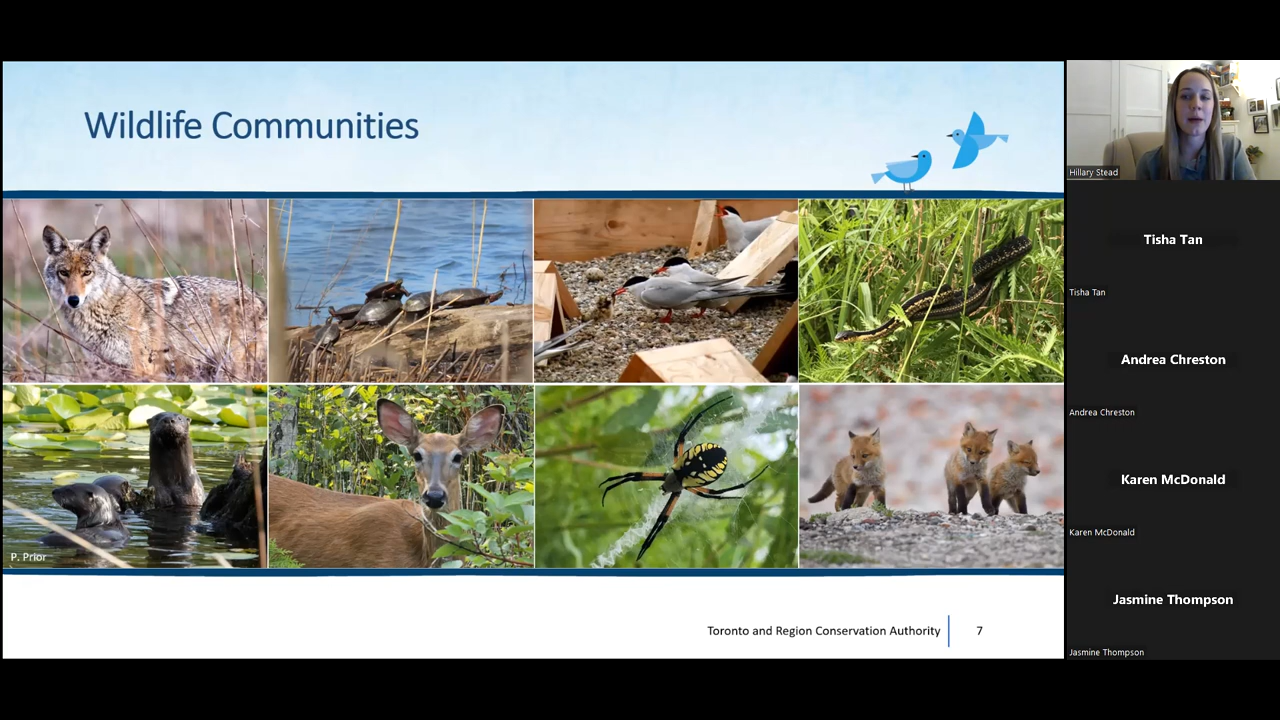 Wildlife Communities
P. Prior
Toronto and Region Conservation Authority
7
Hillary Stead
Tisha Tan
Tisha Tan
Andrea Chreston
Andrea Chreston
Karen McDonald
Karen McDonald
Jasmine Thompson
Jasmine Thompson